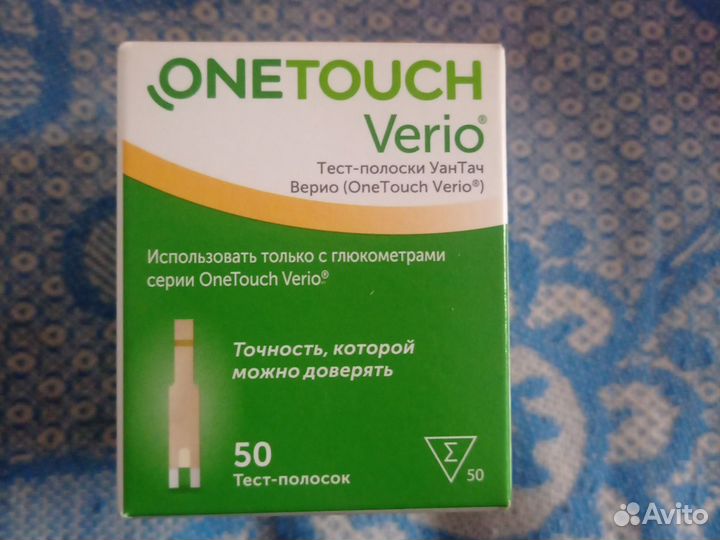 ONETOUCH
Verio®
Тест-полоски УанТач
Верио (OneTouch Verio®)
Использовать только с глюкометрами
серии OneTouch Verio®
Точность, которой
можно доверять
50
Тест-полосок
Σ
50
Avito